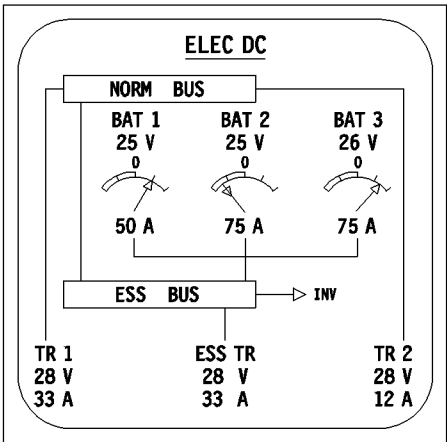 ELEC DC
NORM BUS
BAT 1 BAT 2 BAT 3
25 V 25 V 26 V
0 0 0
50 A 75 A 75 A
ESS BUS INV
TR 1 ESS TR TR 2
28 V 28 V 28 V
33 A 33 A 12 A